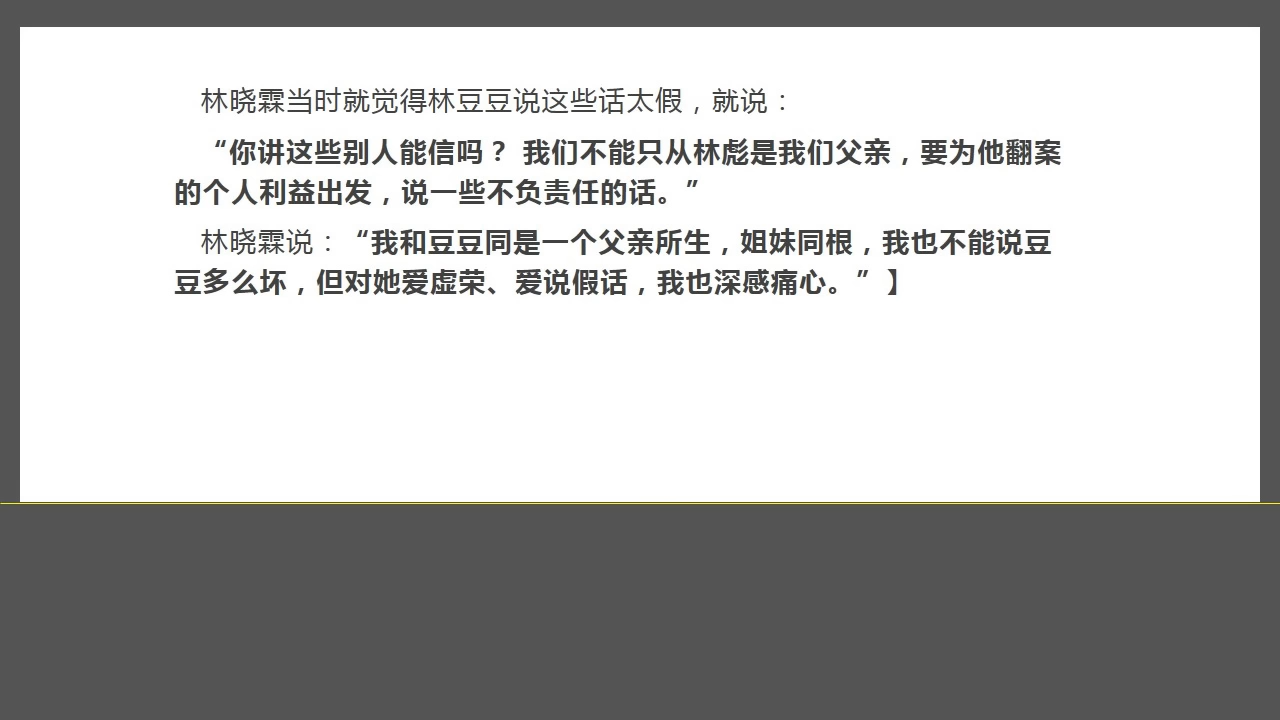 林晓霖当时就觉得林豆豆说这些话太假，就说：
“你讲这些别人能信吗？ 我们不能只从林彪是我们父亲，要为他翻案
的个人利益出发，说一些不负责任的话。”
林晓霖说：“我和豆豆同是一个父亲所生，姐妹同根，我也不能说豆
豆多么坏，但对她爱虚荣、爱说假话，我也深感痛心。”】